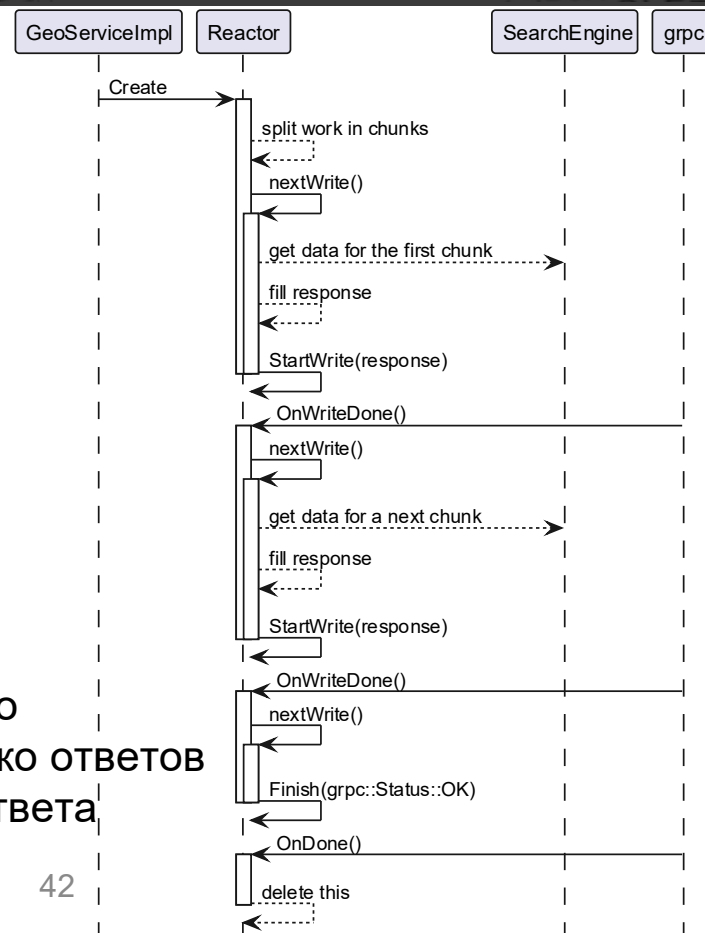 GeoServiceImpl
Reactor
SearchEngine
grpc
Create
split work in chunks
nextWrite()
get data for the first chunk
fill response
StartWrite(response)
OnWriteDone()
nextWrite()
get data for a next chunk
fill response
StartWrite(response)
OnWriteDone()
nextWrite()
ко ответов
Finish(grpc::Status::OK)
твета
OnDone()
42
delete this